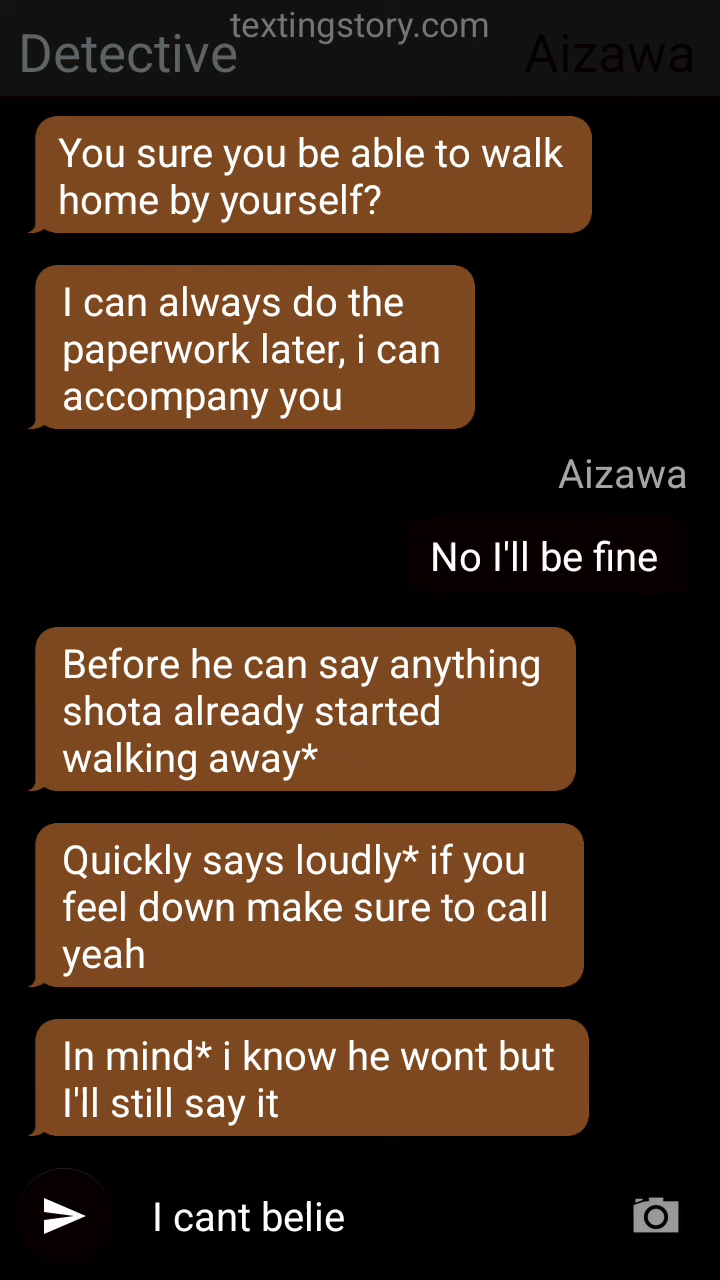 textingstory.com
Detective
Aizawa
You sure you be able to walk
home by yourself?
I can always do the
paperwork later, i can
accompany you
Aizawa
No I'll be fine
Before he can say anything
shota already started
walking away*
Quickly says loudly* if you
feel down make sure to call
yeah
In mind* i know he wont but
I'll still say it
I cant belie